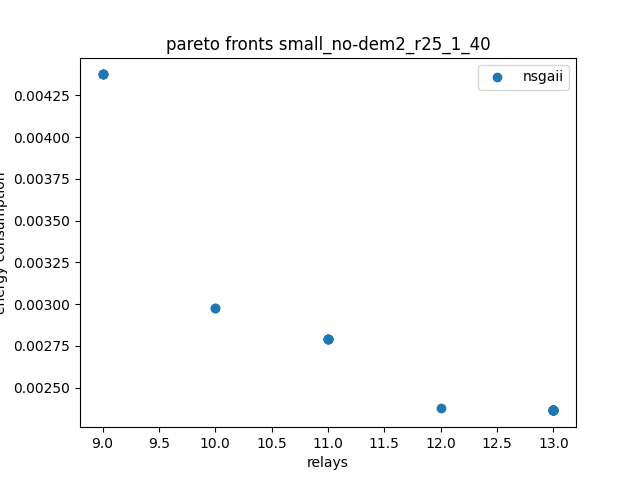 pareto fronts small_no-dem2_r25_1_40
nsgaii
0.00425
0.00400
0.00375
0.00350
0.00325
0.00300
0.00275
0.00250
energy consumption
9.0 9.5 10.0 10.5 11.0 11.5 12.0 12.5 13.0
relays